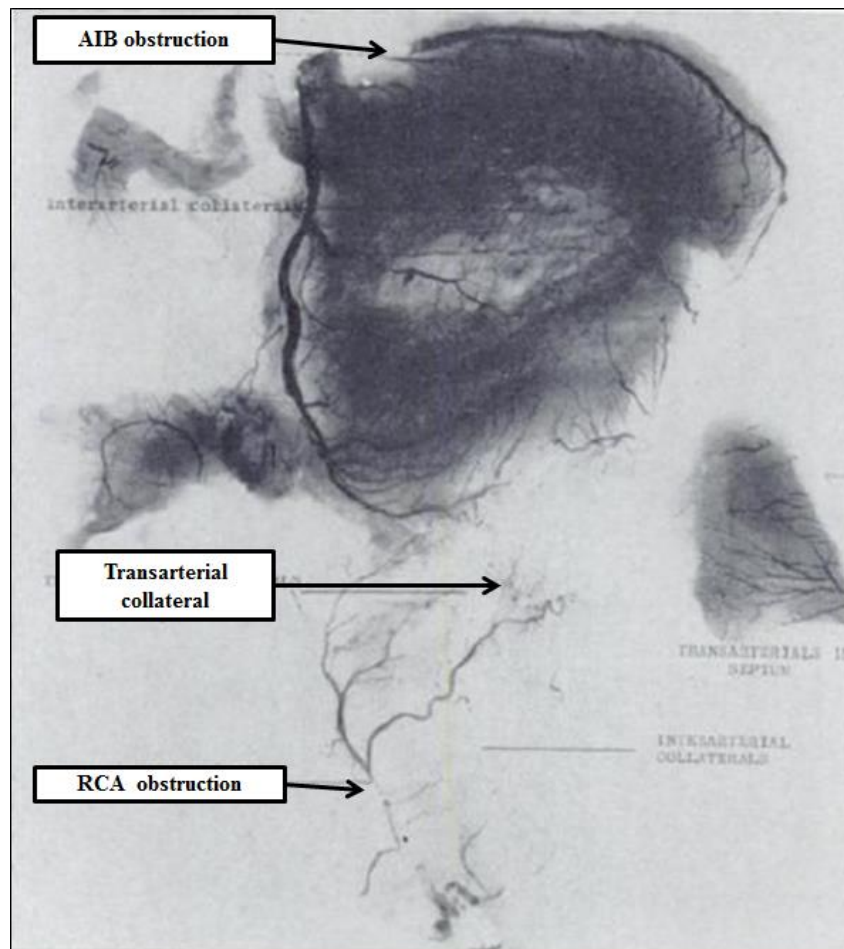 AIB obstruction
Interarterial collaterals
Transarterial
collateral
TRANSARTERIALS
SEPTUM
INTERARTERIAL
COLLATERALS
RCA obstruction